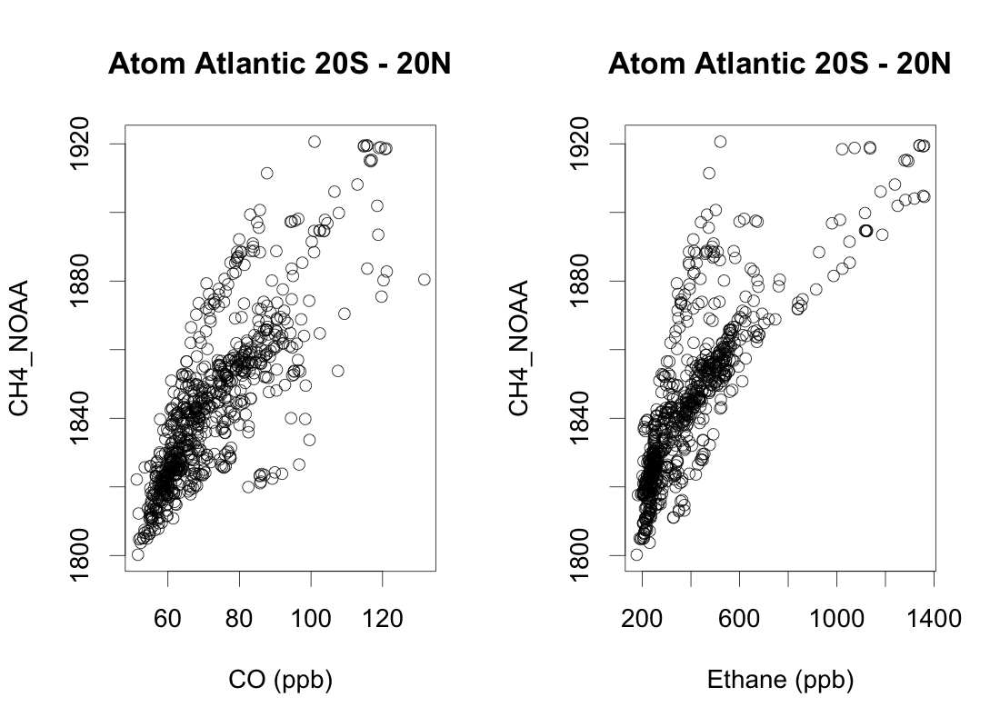 Atom Atlantic 20S - 20N
CH4_NOAA
1920
1880
1840
1800
60 80 100 120
CO (ppb)
Atom Atlantic 20S - 20N
CH4_NOAA
1920
1880
1840
1800
200 600 1000 1400
Ethane (ppb)